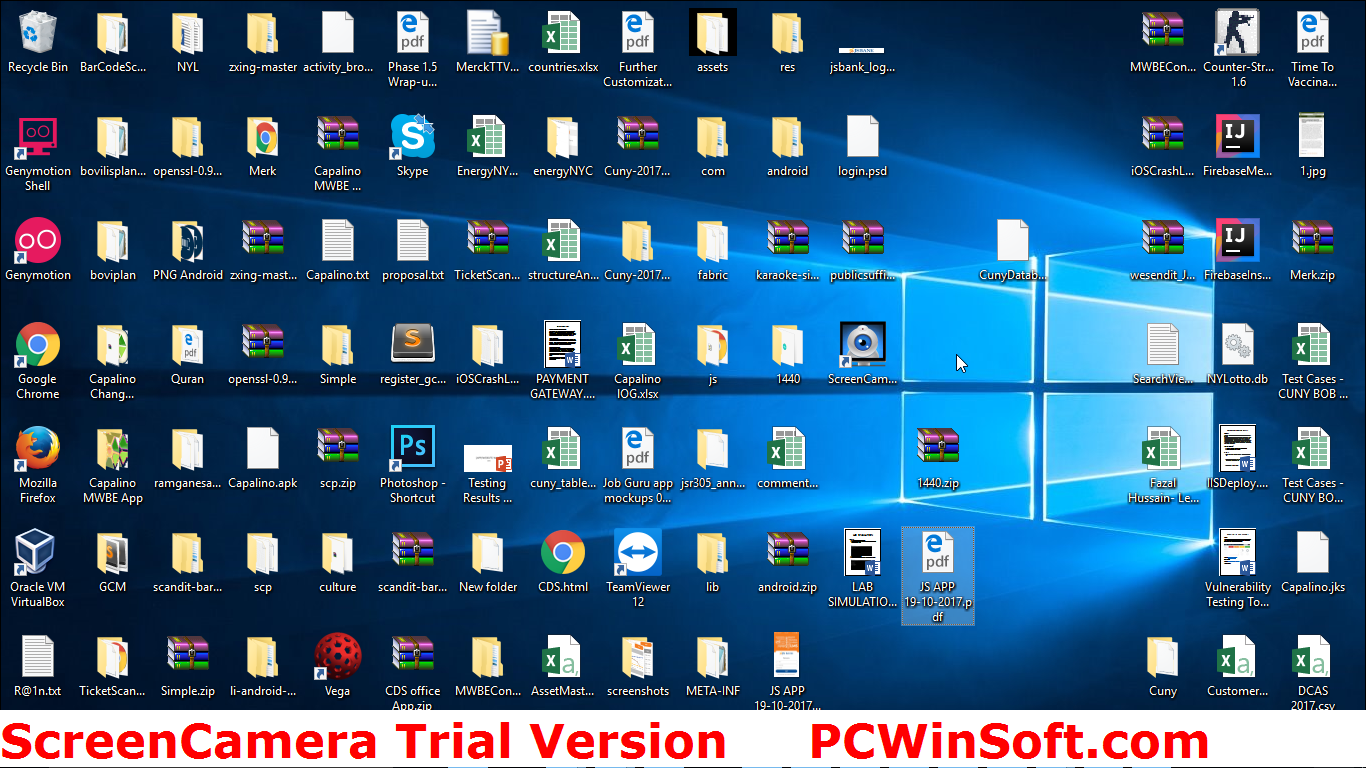 Recycle Bin
BarCodeSc...
NYL
zxing-master
activity_bro...
Phase 1.5
Wrap-u...
MerckTTV...
countries.xlsx
Further
Customizat...
assets
res
jsbank_log...
MWBECon...
Counter-Str...
1.6
Time To
Vaccina...
Genymotion
Shell
bovilisplan...
openssl-0.9...
Merk
Capalino
MWBE ...
Skype
EnergyNY...
energyNYC
Cuny-2017...
com
android
login.psd
iOSCrashL...
FirebaseMe...
1.jpg
Genymotion
boviplan
PNG Android
zxing-mast...
Capalino.txt
proposal.txt
TicketScan...
structureAn...
Cuny-2017...
fabric
karaoke-si...
publicsuffi...
CunyDatab...
wesendit_J...
FirebaseIns...
Merk.zip
Google
Chrome
Capalino
Chang...
Quran
openssl-0.9...
Simple
register_gc...
iOSCrashL...
PAYMENT
GATEWAY....
Capalino
IOG.xlsx
js
1440
ScreenCam...
SearchVie...
NYLotto.db
Test Cases -
CUNY BOB ...
Mozilla
Firefox
Capalino
MWBE App
ramganesa...
Capalino.apk
scp.zip
Photoshop -
Shortcut
Testing
Results ...
cuny_table...
Job Guru app
mockups 0...
jsr305_ann...
comment...
1440.zip
Fazal
Hussain- Le...
IISDeploy....
Test Cases -
CUNY BO...
Oracle VM
VirtualBox
GCM
scandit-bar...
scp
culture
scandit-bar...
New folder
CDS.html
TeamViewer
12
lib
android.zip
LAB
SIMULATIO...
JS APP
19-10-2017.p
df
Vulnerability
Testing To...
Capalino.jks
R@1n.txt
TicketScan...
Simple.zip
li-android-...
Vega
CDS office
App.zip
MWBECon...
AssetMast...
screenshots
META-INF
JS APP
19-10-2017...
Cuny
Customer...
DCAS
2017.csv
ScreenCamera Trial Version PCWinSoft.com